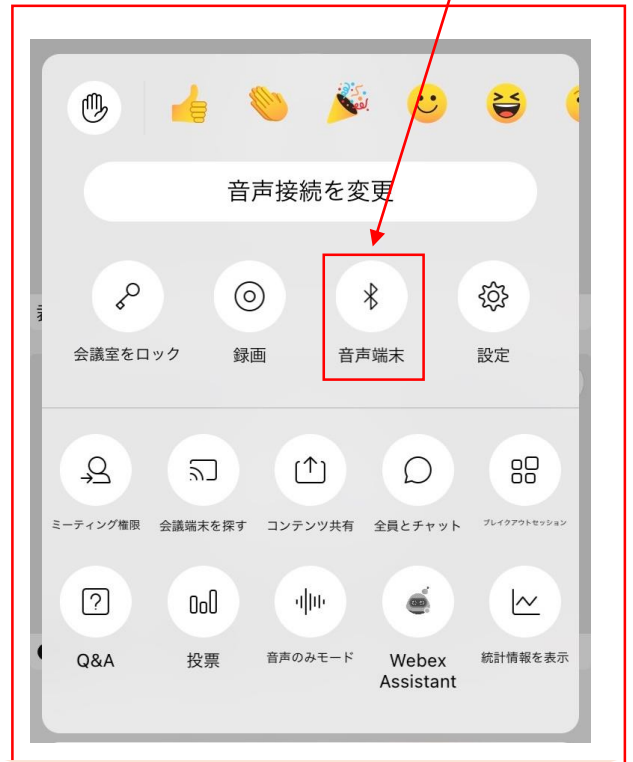 音声接続を変更
会議室をロック 録画 音声端末 設定
ミーティング権限 会議端末を探す コンテンツ共有 全員とチャット ブレイクアウトセッション
Q&A 投票 音声のみモード Webex Assistant 統計情報を表示